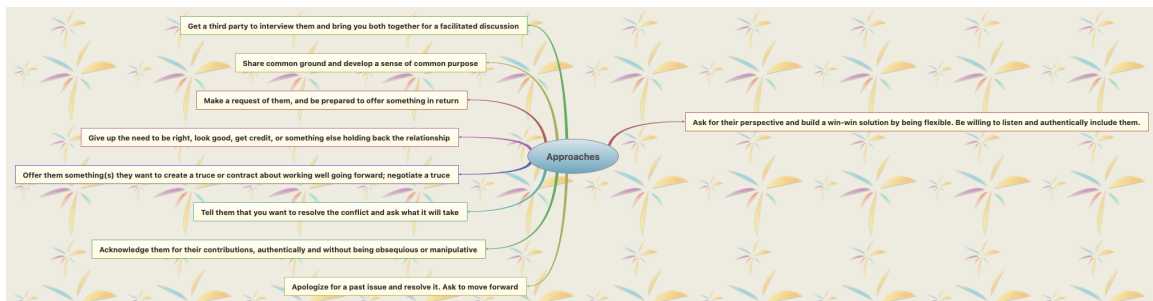 Get a third party to interview them and bring you both together for a facilitated discussion
Share common ground and develop a sense of common purpose
Make a request of them, and be prepared to offer something in return
Ask for their perspective and build a win-win solution by being flexible. Be willing to listen and authentically include them.
Give up the need to be right, look good, get credit, or something else holding back the relationship
Approaches
Offer them something(s) they want to create a truce or contract about working well going forward; negotiate a truce
Tell them that you want to resolve the conflict and ask what it will take
Acknowledge them for their contributions, authentically and without being obsequious or manipulative
Apologize for a past issue and resolve it. Ask to move forward